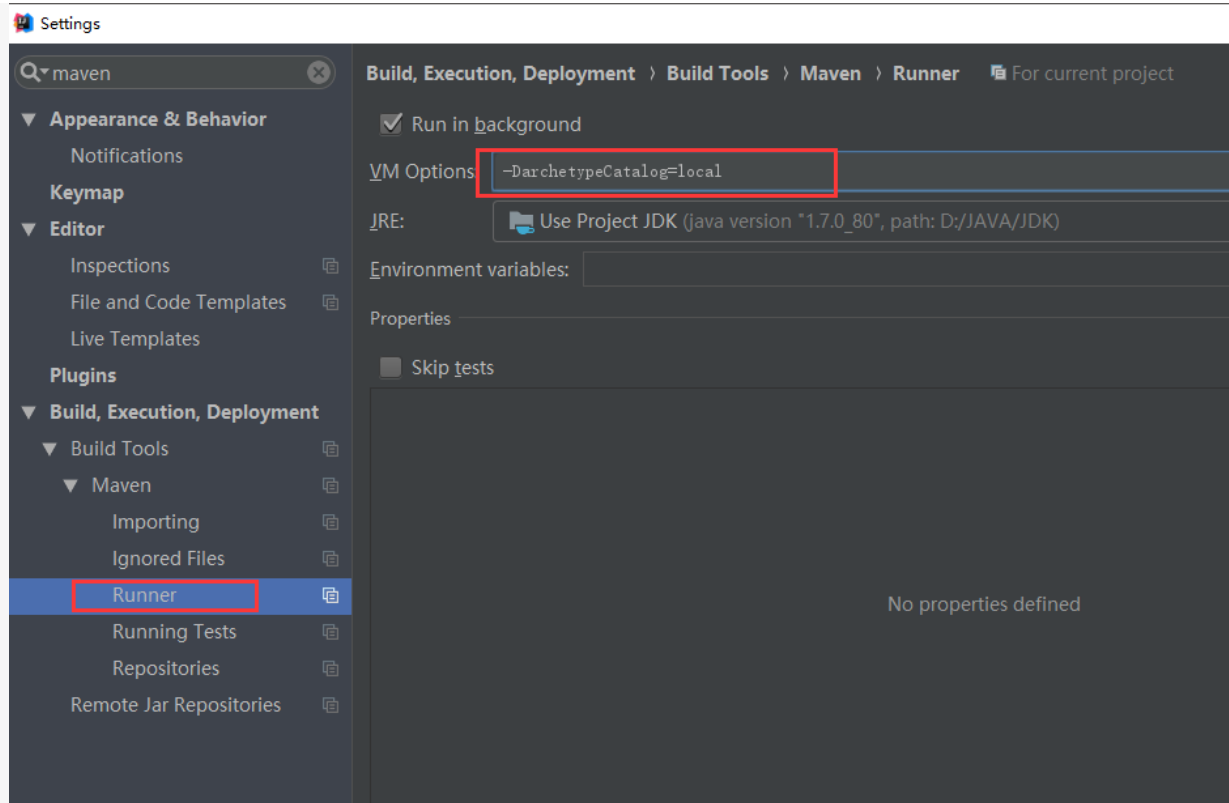 Settings
maven
Appearance & Behavior
Notifications
Keymap
Editor
Inspections
File and Code Templates
Live Templates
Plugins
Build, Execution, Deployment
Build Tools
Maven
Importing
Ignored Files
Runner
Running Tests
Repositories
Remote Jar Repositories
Build, Execution, Deployment › Build Tools › Maven › Runner For current project
Run in background
VM Options -DarchetypeCatalog=local
JRE: Use Project JDK (java version "1.7.0_80", path: D:/JAVA/JDK)
Environment variables:
Properties
Skip tests
No properties defined